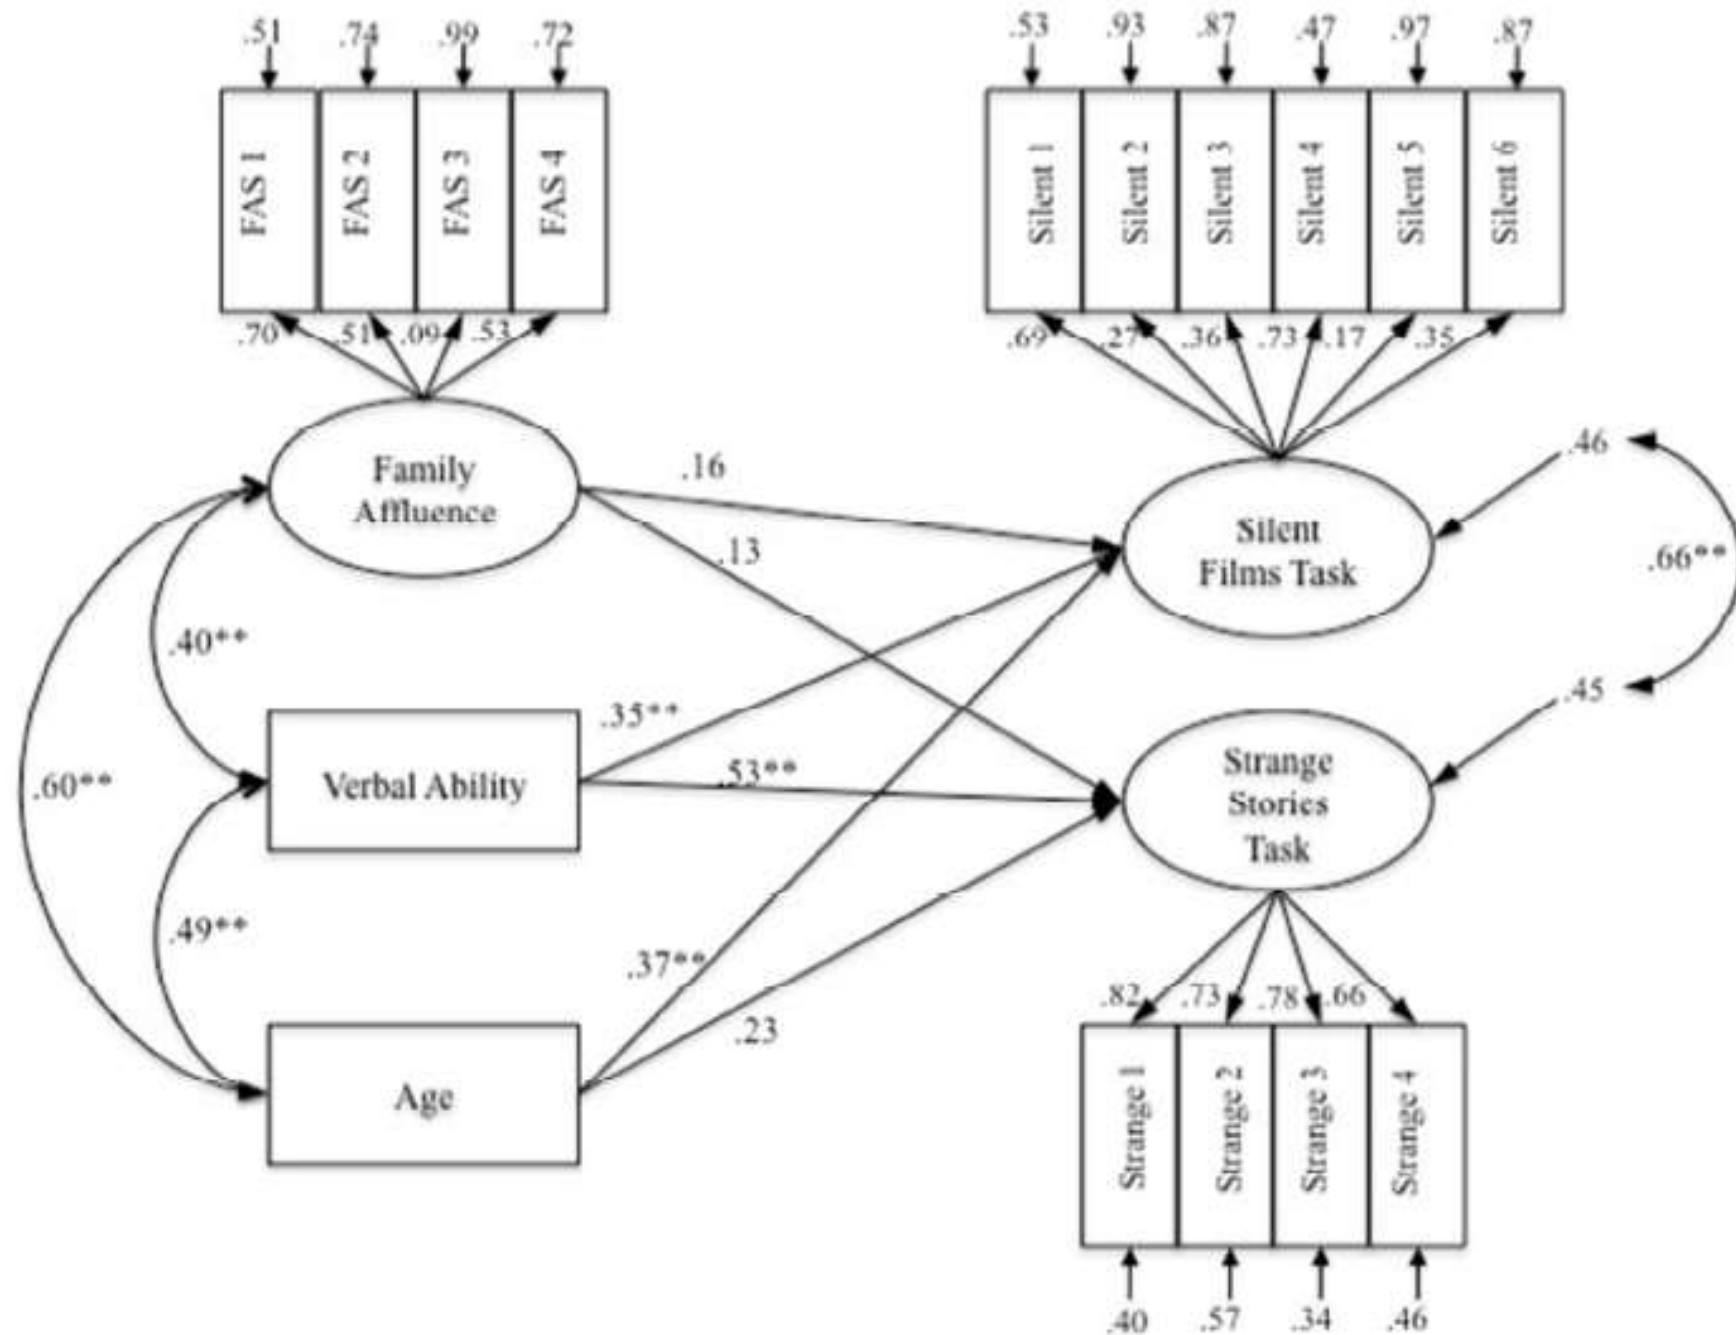 .51 .74 .99 .72
.53 .93 .87 .47 .97 .87
FAS 1
FAS 2
FAS 3
FAS 4
Silent 1
Silent 2
Silent 3
Silent 4
Silent 5
Silent 6
.70 .51 .09 .53
.69 .27 .36 .73 .17 .35
Family
Affluence
.16
.13
Silent
Films Task
.46
.66**
.45
.40**
.60**
.35**
.53**
Verbal Ability
Strange
Stories
Task
.49**
.37**
.23
Age
.82 .73 .78 .66
Strange 1
Strange 2
Strange 3
Strange 4
.40 .57 .34 .46